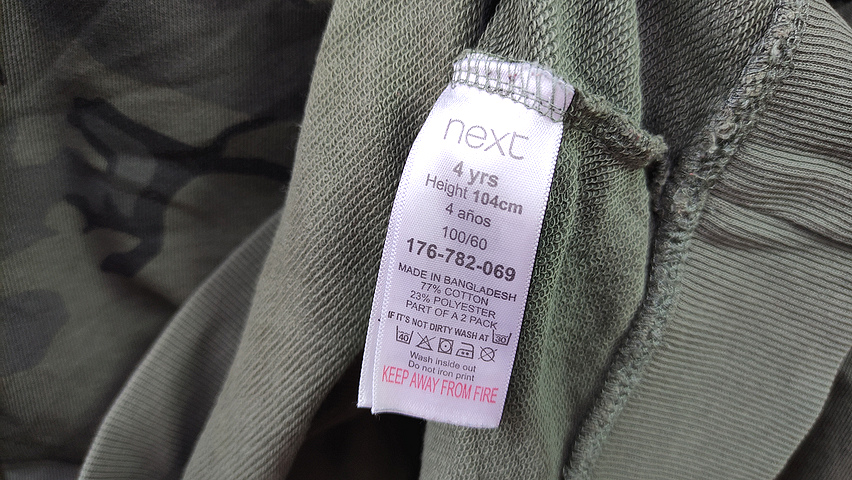 next
4 yrs
Height 104cm
4 años
100/60
176-782-069
MADE IN BANGLADESH
77% COTTON
23% POLYESTER
PART OF A 2 PACK
IF IT'S NOT DIRTY WASH AT 30
40
Wash inside out
Do not iron print
KEEP AWAY FROM FIRE